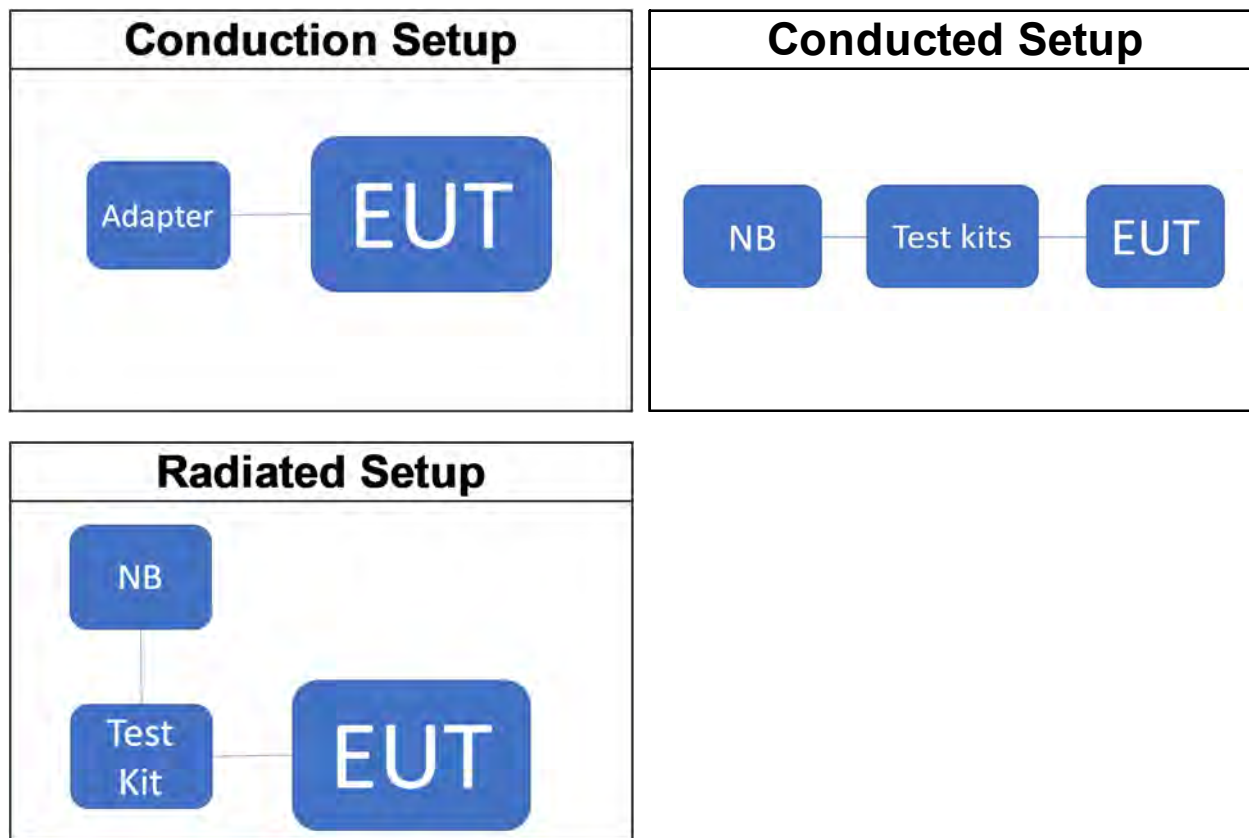 Conduction Setup
Adapter
EUT
Conducted Setup
NB
Test kits
EUT
Radiated Setup
NB
Test
Kit
EUT